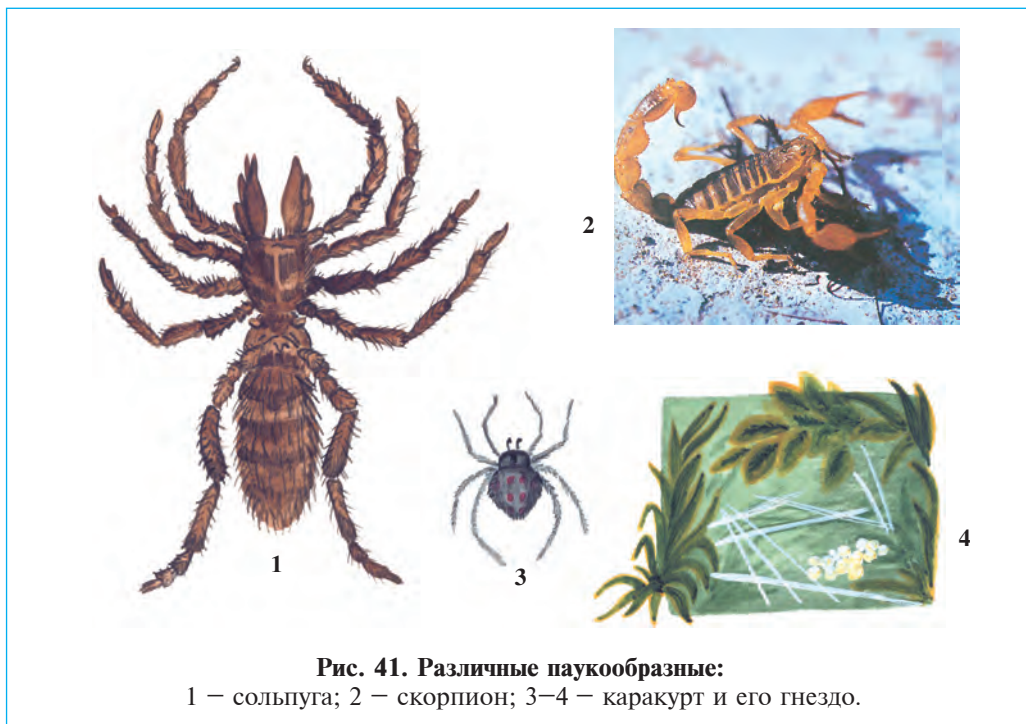 2
1
3
4
Рис. 41. Различные паукообразные:
1 – сольпуга; 2 – скорпион; 3–4 – каракурт и его гнездо.